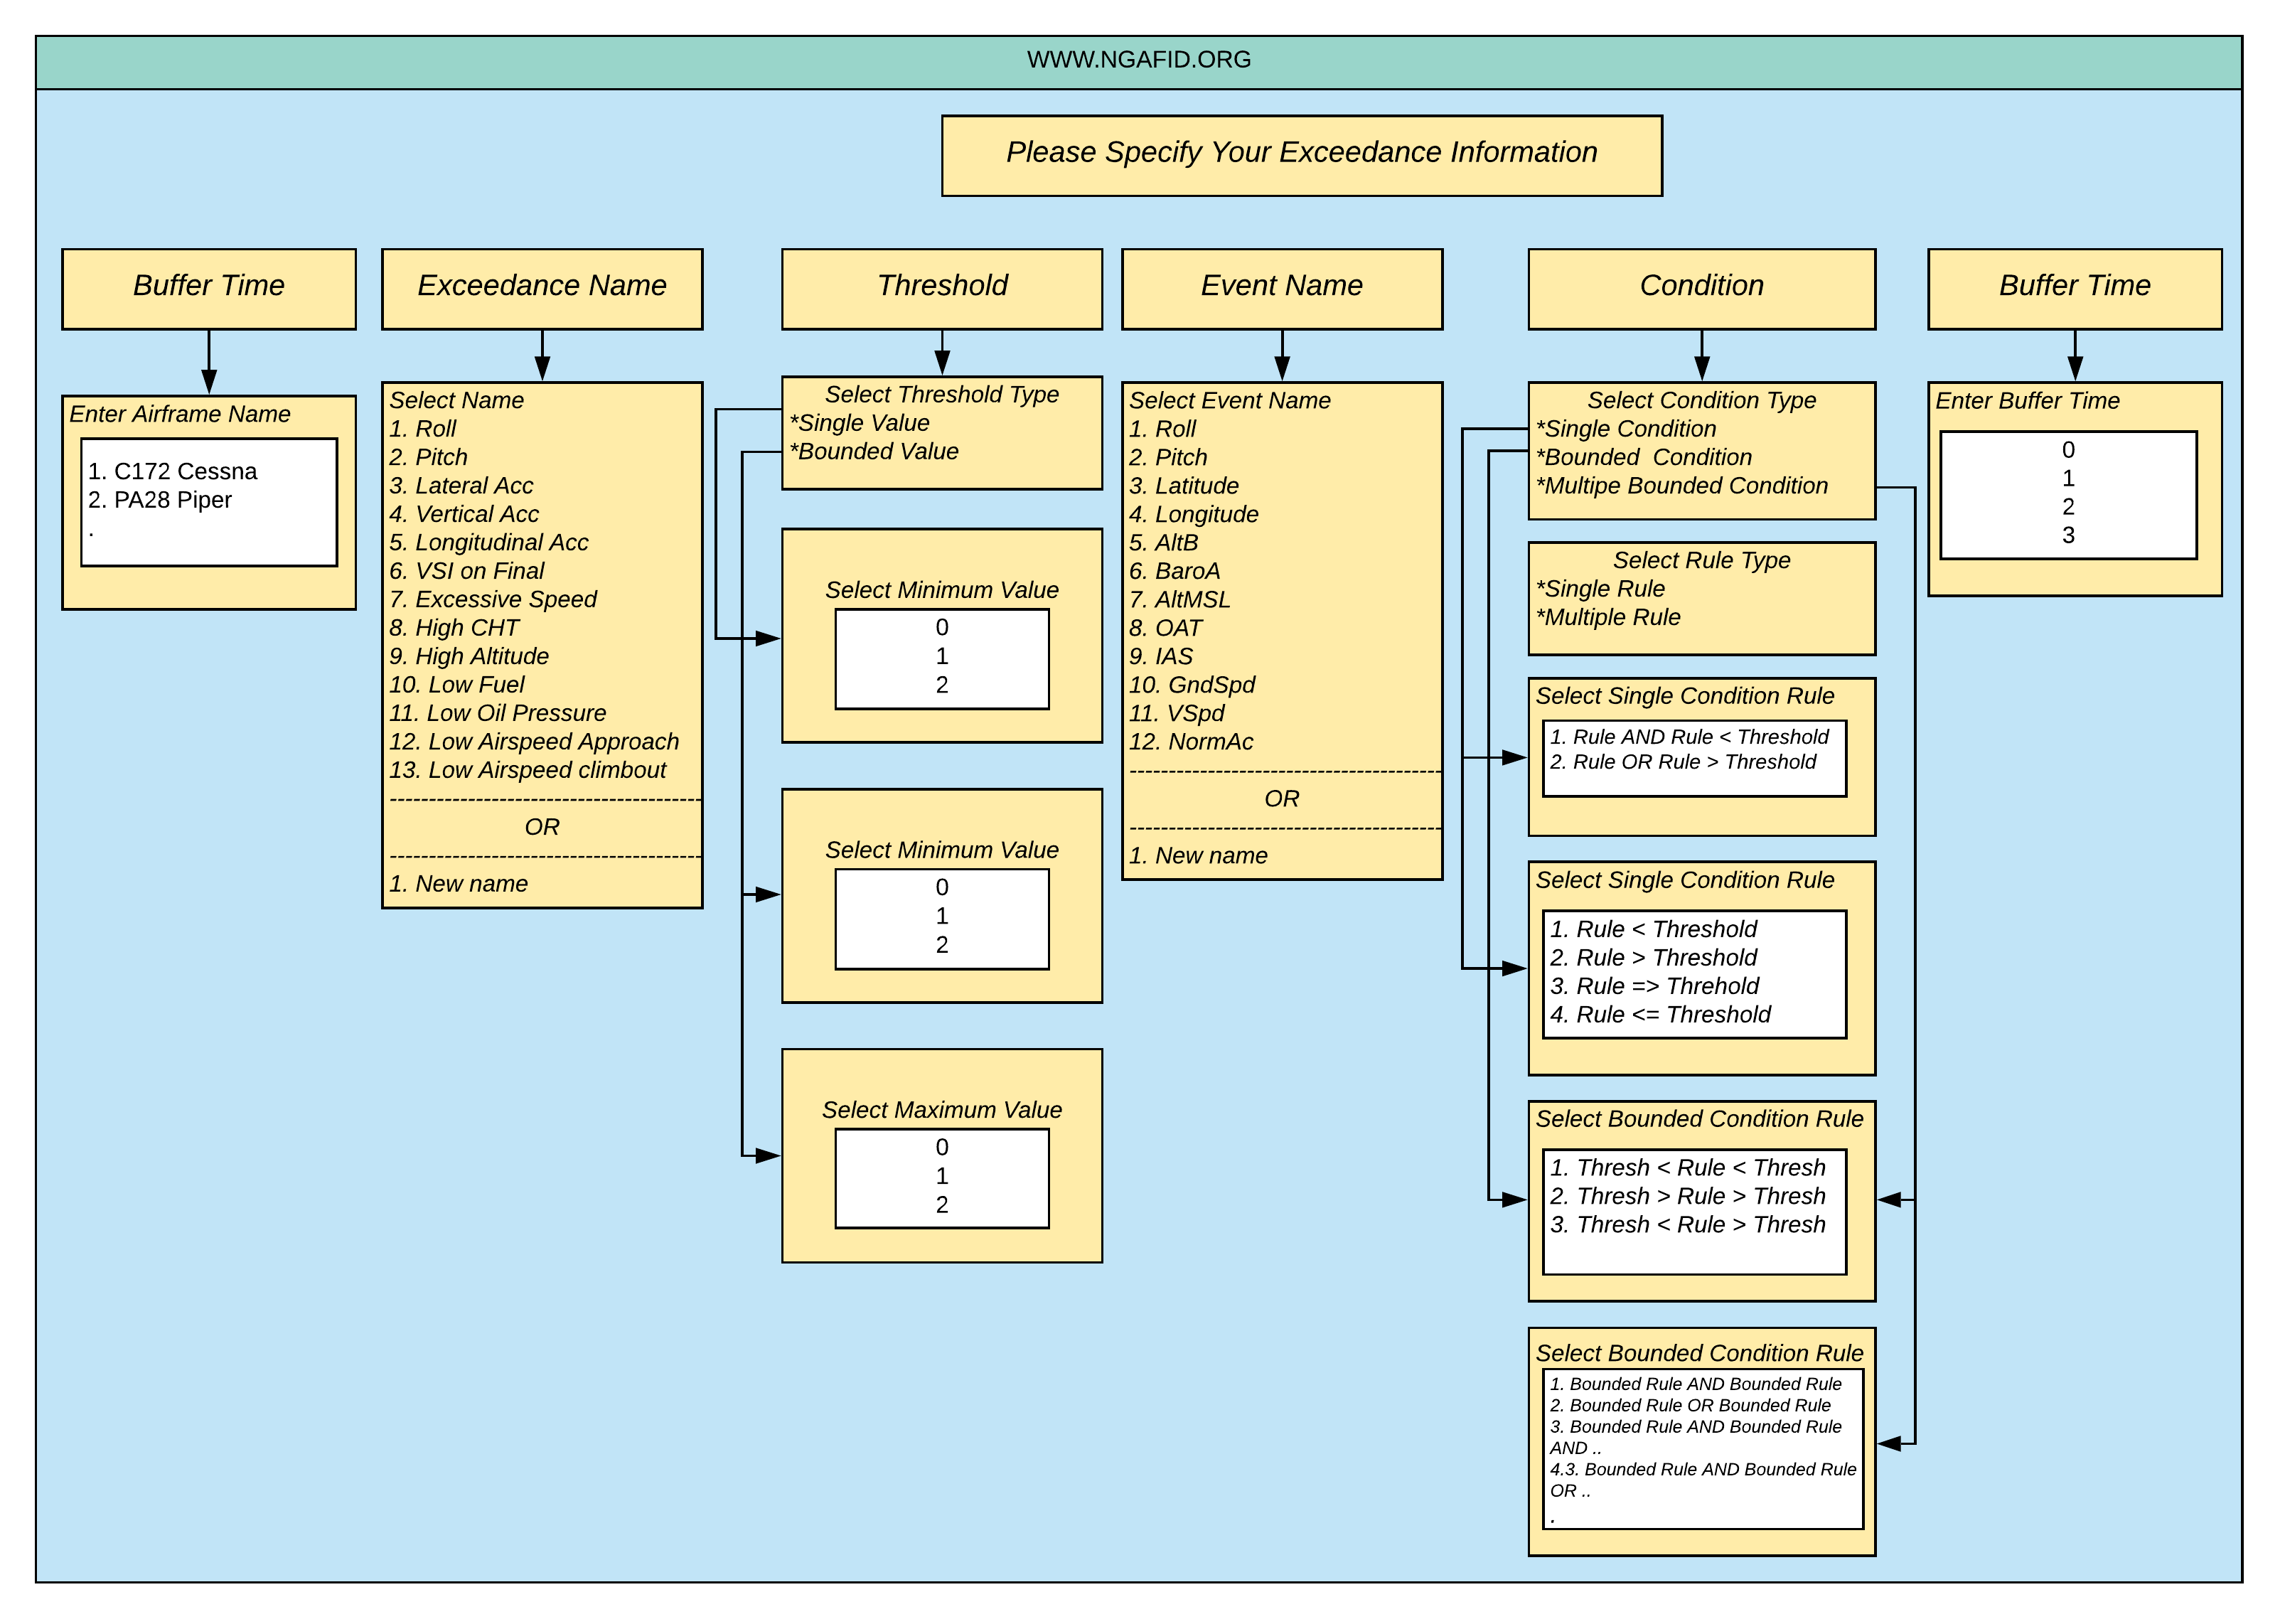 WWW.NGAFID.ORG
Please Specify Your Exceedance Information
Buffer Time
Enter Airframe Name
1. C172 Cessna
2. PA28 Piper
.
Exceedance Name
Select Name
1. Roll
2. Pitch
3. Lateral Acc
4. Vertical Acc
5. Longitudinal Acc
6. VSI on Final
7. Excessive Speed
8. High CHT
9. High Altitude
10. Low Fuel
11. Low Oil Pressure
12. Low Airspeed Approach
13. Low Airspeed climbout
----------------------------------------
OR
----------------------------------------
1. New name
Threshold
Select Threshold Type
*Single Value
*Bounded Value
Select Minimum Value
0
1
2
Select Minimum Value
0
1
2
Select Maximum Value
0
1
2
Event Name
Select Event Name
1. Roll
2. Pitch
3. Latitude
4. Longitude
5. AltB
6. BaroA
7. AltMSL
8. OAT
9. IAS
10. GndSpd
11. VSpd
12. NormAc
----------------------------------------
OR
----------------------------------------
1. New name
Condition
Select Condition Type
*Single Condition
*Bounded  Condition
*Multipe Bounded Condition
Select Rule Type
*Single Rule
*Multiple Rule
Select Single Condition Rule
1. Rule AND Rule < Threshold
2. Rule OR Rule > Threshold
Select Single Condition Rule
1. Rule < Threshold
2. Rule > Threshold
3. Rule => Threhold
4. Rule <= Threshold
Select Bounded Condition Rule
1. Thresh < Rule < Thresh
2. Thresh > Rule > Thresh
3. Thresh < Rule > Thresh
Select Bounded Condition Rule
1. Bounded Rule AND Bounded Rule
2. Bounded Rule OR Bounded Rule
3. Bounded Rule AND Bounded Rule
AND ..
4.3. Bounded Rule AND Bounded Rule
OR ..
.
Buffer Time
Enter Buffer Time
0
1
2
3